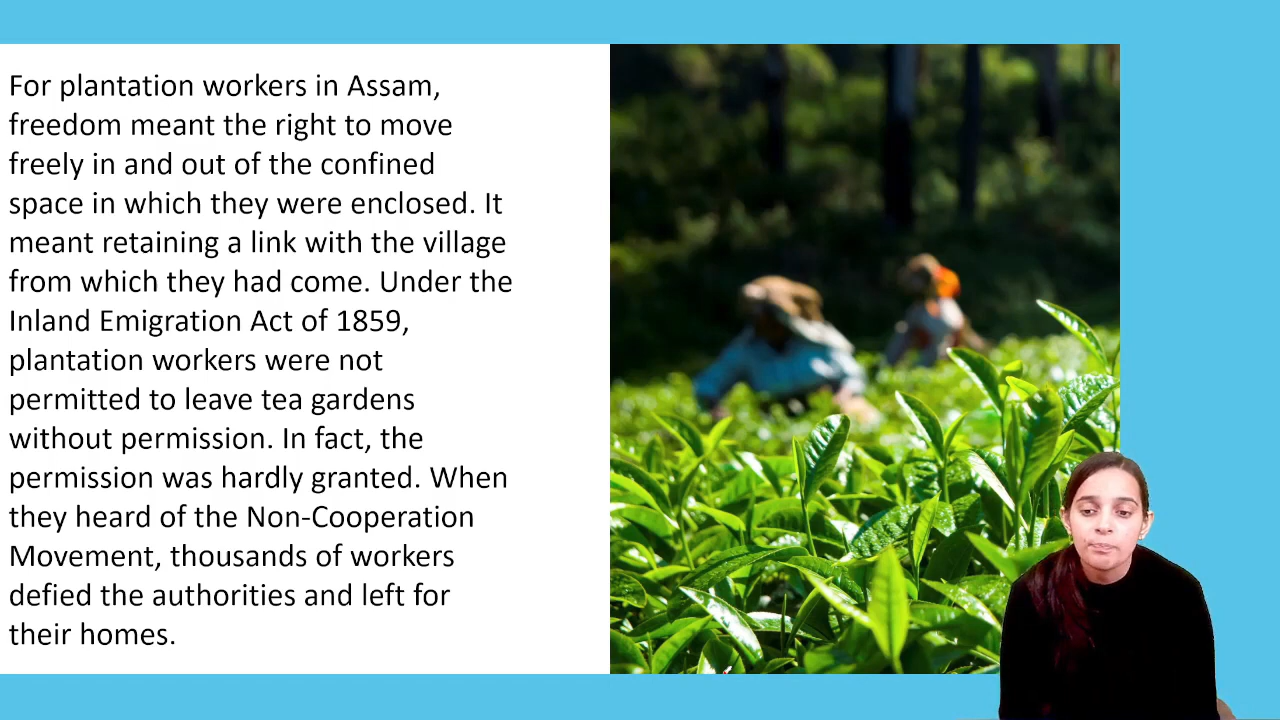 For plantation workers in Assam,
freedom meant the right to move
freely in and out of the confined
space in which they were enclosed. It
meant retaining a link with the village
from which they had come. Under the
Inland Emigration Act of 1859,
plantation workers were not
permitted to leave tea gardens
without permission. In fact, the
permission was hardly granted. When
they heard of the Non-Cooperation
Movement, thousands of workers
defied the authorities and left for
their homes.